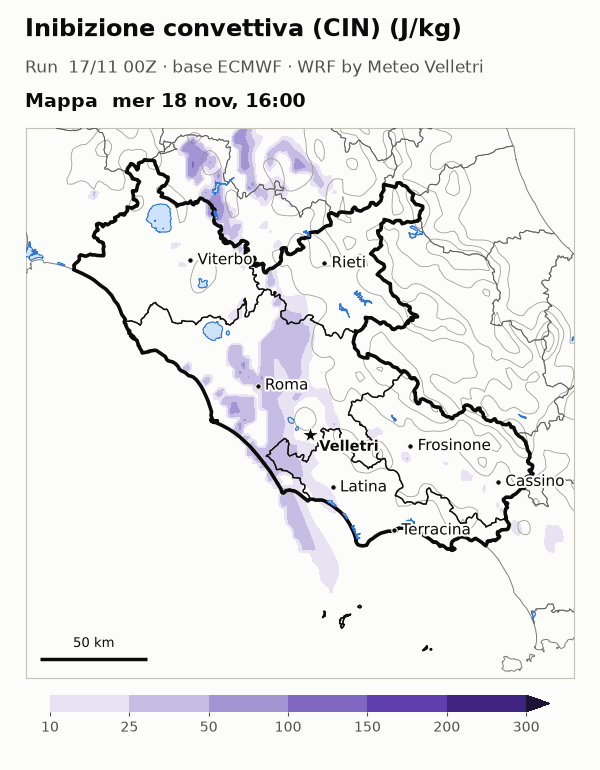 Inibizione convettiva (CIN) (J/kg)
Run  17/11 00Z · base ECMWF · WRF by Meteo Velletri
Mappa  mer 18 nov, 16:00
Viterbo
Rieti
Roma
Velletri
Frosinone
Cassino
Latina
Terracina
50 km
10 25 50 100 150 200 300